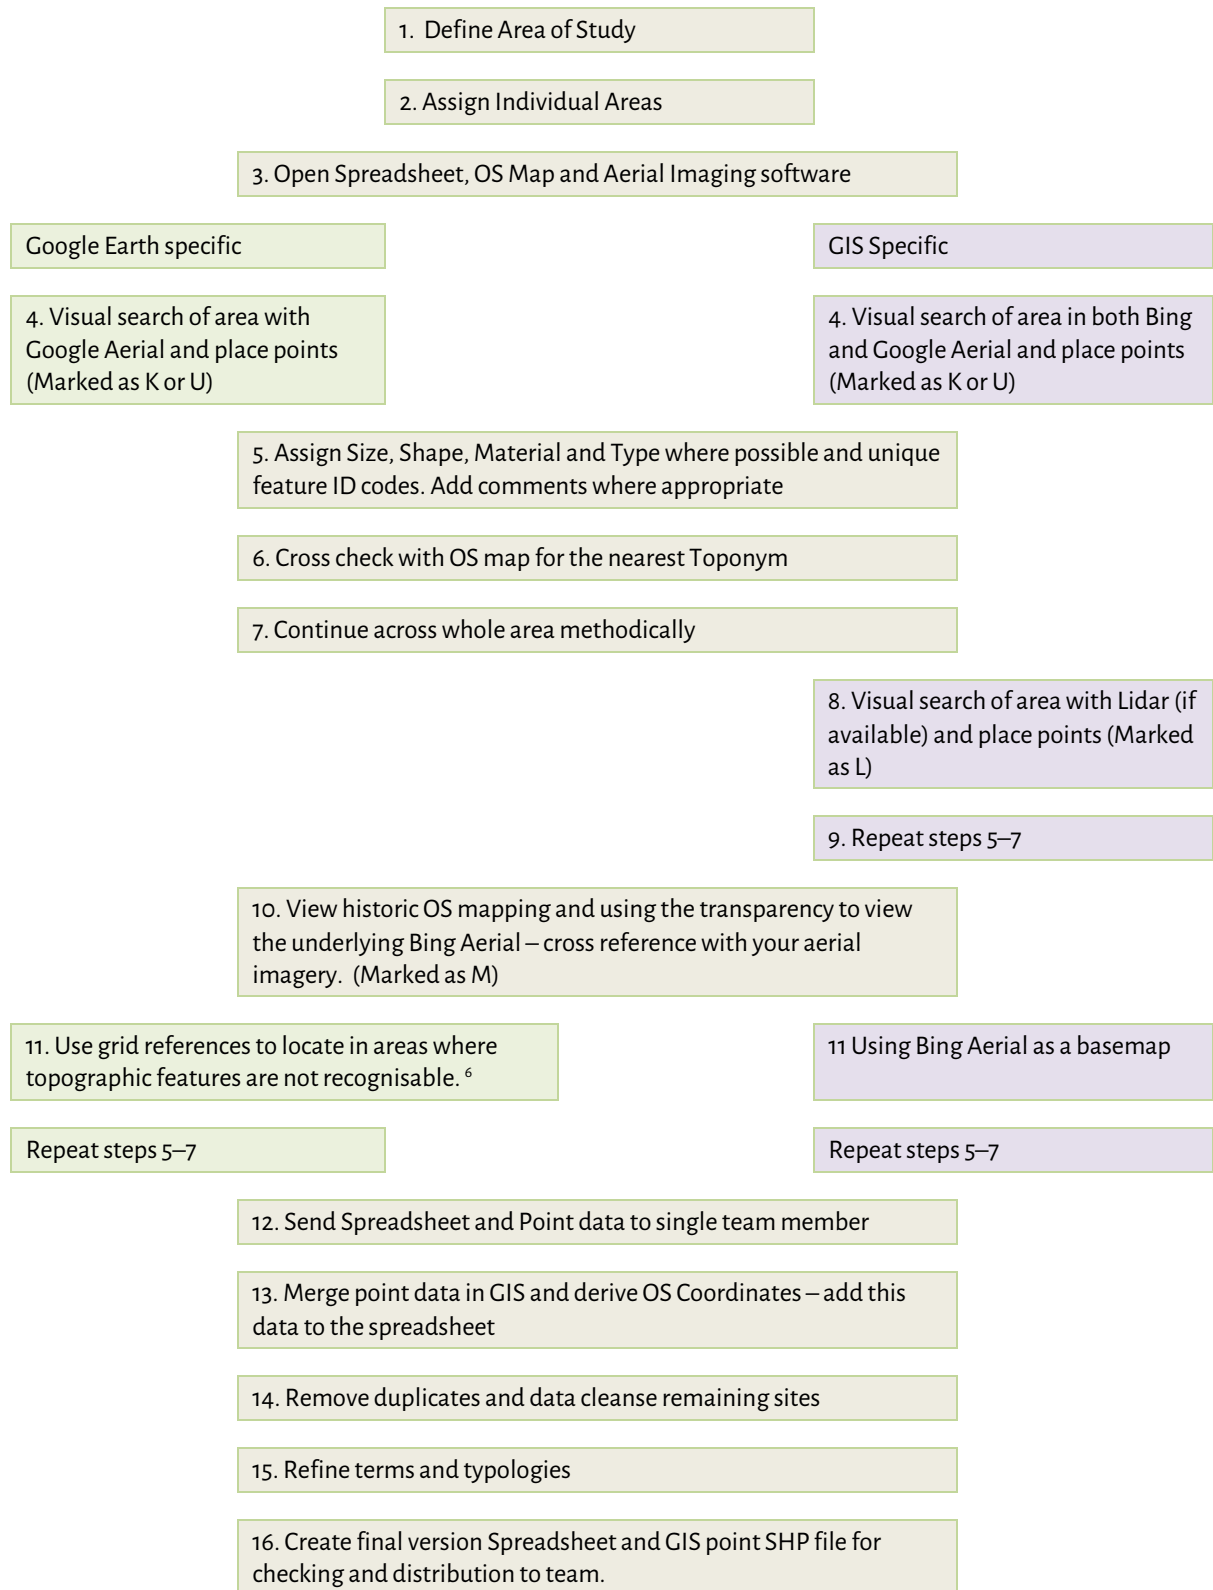 1. Define Area of Study
2. Assign Individual Areas
3. Open Spreadsheet, OS Map and Aerial Imaging software
Google Earth specific
GIS Specific
4. Visual search of area with
Google Aerial and place points
(Marked as K or U)
4. Visual search of area in both Bing
and Google Aerial and place points
(Marked as K or U)
5. Assign Size, Shape, Material and Type where possible and unique
feature ID codes. Add comments where appropriate
6. Cross check with OS map for the nearest Toponym
7. Continue across whole area methodically
8. Visual search of area with Lidar (if
available) and place points (Marked
as L)
9. Repeat steps 5–7
10. View historic OS mapping and using the transparency to view
the underlying Bing Aerial – cross reference with your aerial
imagery. (Marked as M)
11. Use grid references to locate in areas where
topographic features are not recognisable. 6
11 Using Bing Aerial as a basemap
Repeat steps 5–7
Repeat steps 5–7
12. Send Spreadsheet and Point data to single team member
13. Merge point data in GIS and derive OS Coordinates – add this
data to the spreadsheet
14. Remove duplicates and data cleanse remaining sites
15. Refine terms and typologies
16. Create final version Spreadsheet and GIS point SHP file for
checking and distribution to team.